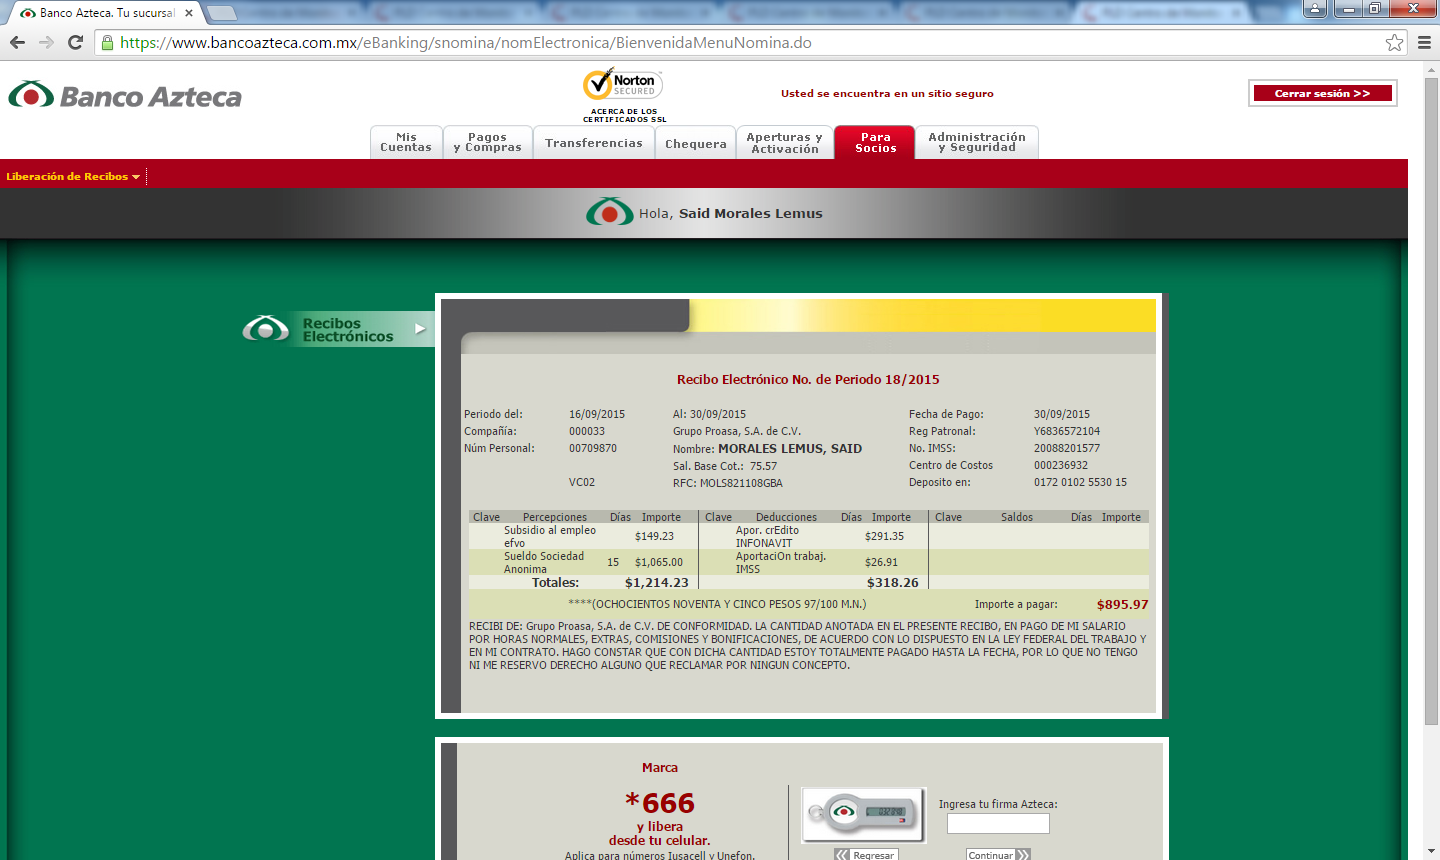 Banco Azteca. Tu sucursal
https://www.bancoazteca.com.mx/eBanking/snomina/nomElectronica/BienvenidaMenuNomina.do
Banco Azteca
Norton
SECURED
ACERCA DE LOS
CERTIFICADOS SSL
Usted se encuentra en un sitio seguro
Cerrar sesión >>
Mis Cuentas
Pagos y Compras
Transferencias
Chequera
Aperturas y Activación
Para Socios
Administración y Seguridad
Liberación de Recibos
Hola, Said Morales Lemus
Recibos
Electrónicos
Recibo Electrónico No. de Periodo 18/2015
Periodo del: 16/09/2015 Al: 30/09/2015 Fecha de Pago: 30/09/2015
Compañía: 000033 Grupo Proasa, S.A. de C.V. Reg Patronal: Y6836572104
Núm Personal: 00709870 Nombre: MORALES LEMUS, SAID No. IMSS: 20088201577
Sal. Base Cot.: 75.57 Centro de Costos 000236932
VC02 RFC: MOLS821108GBA Deposito en: 0172 0102 5530 15
Clave Percepciones Días Importe Clave Deducciones Días Importe Clave Saldos Días Importe
Subsidio al empleo efvo $149.23 Apor. crEdito INFONAVIT $291.35
Sueldo Sociedad Anonima 15 $1,065.00 AportaciOn trabaj. IMSS $26.91
Totales: $1,214.23 $318.26
****(OCHOCIENTOS NOVENTA Y CINCO PESOS 97/100 M.N.) Importe a pagar: $895.97
RECIBI DE: Grupo Proasa, S.A. de C.V. DE CONFORMIDAD. LA CANTIDAD ANOTADA EN EL PRESENTE RECIBO, EN PAGO DE MI SALARIO
POR HORAS NORMALES, EXTRAS, COMISIONES Y BONIFICACIONES, DE ACUERDO CON LO DISPUESTO EN LA LEY FEDERAL DEL TRABAJO Y
EN MI CONTRATO. HAGO CONSTAR QUE CON DICHA CANTIDAD ESTOY TOTALMENTE PAGADO HASTA LA FECHA, POR LO QUE NO TENGO
NI ME RESERVO DERECHO ALGUNO QUE RECLAMAR POR NINGUN CONCEPTO.
Marca
*666
y libera
desde tu celular.
Aplica para números Iusacell y Unefon.
Ingresa tu firma Azteca:
Regresar
Continuar